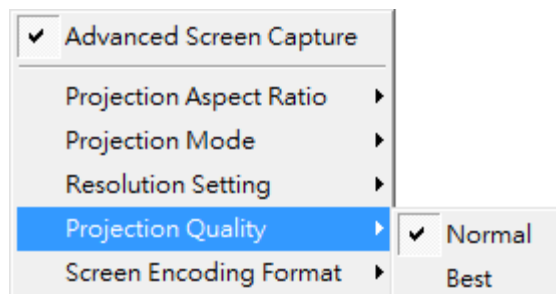 Advanced Screen Capture
Projection Aspect Ratio
Projection Mode
Resolution Setting
Projection Quality
Normal
Screen Encoding Format
Best